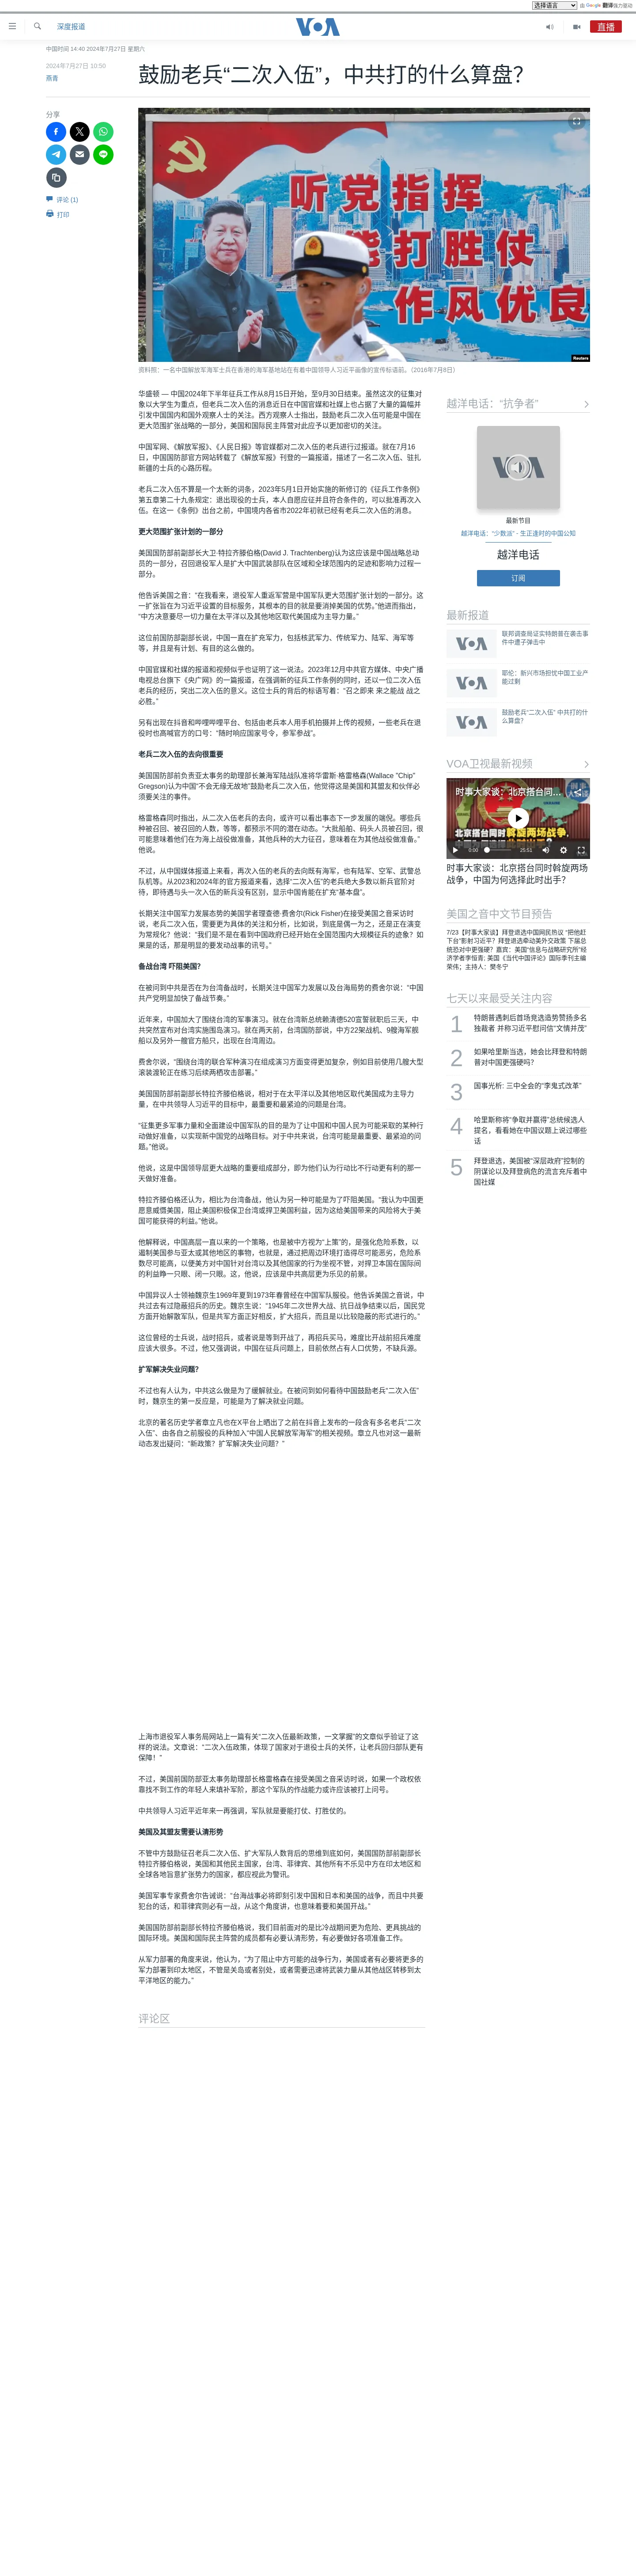 选择语言
由 Google 翻译强力驱动
深度报道
VOA
直播
中国时间 14:40 2024年7月27日 星期六
2024年7月27日 10:50
燕青
鼓励老兵“二次入伍”，中共打的什么算盘？
分享
评论 (1)
打印
听党指挥
能打胜仗
作风优良
Reuters
资料照：一名中国解放军海军士兵在香港的海军基地站在有着中国领导人习近平画像的宣传标语前。（2016年7月8日）
华盛顿 — 中国2024年下半年征兵工作从8月15日开始，至9月30日结束。虽然这次的征集对
象以大学生为重点，但老兵二次入伍的消息近日在中国官媒和社媒上也占据了大量的篇幅并
引发中国国内和国外观察人士的关注。西方观察人士指出，鼓励老兵二次入伍可能是中国在
更大范围扩张战略的一部分，美国和国际民主阵营对此应予以更加密切的关注。
中国军网、《解放军报》、《人民日报》等官媒都对二次入伍的老兵进行过报道。就在7月16
日，中国国防部官方网站转载了《解放军报》刊登的一篇报道，描述了一名二次入伍、驻扎
新疆的士兵的心路历程。
老兵二次入伍不算是一个太新的词条，2023年5月1日开始实施的新修订的《征兵工作条例》
第五章第二十九条规定：退出现役的士兵，本人自愿应征并且符合条件的，可以批准再次入
伍。在这一《条例》出台之前，中国境内各省市2022年初就已经有老兵二次入伍的消息。
更大范围扩张计划的一部分
美国国防部前副部长大卫·特拉齐滕伯格(David J. Trachtenberg)认为这应该是中国战略总动
员的一部分，召回退役军人是扩大中国武装部队在区域和全球范围内的足迹和影响力过程一
部分。
他告诉美国之音：“在我看来，退役军人重返军营是中国军队更大范围扩张计划的一部分。这
一扩张旨在为习近平设置的目标服务，其根本的目的就是要消掉美国的优势。”他进而指出，
“中方决意要尽一切力量在太平洋以及其他地区取代美国成为主导力量。”
这位前国防部副部长说，中国一直在扩充军力，包括核武军力、传统军力、陆军、海军等
等，并且是有计划、有目的这么做的。
中国官媒和社媒的报道和视频似乎也证明了这一说法。2023年12月中共官方媒体、中央广播
电视总台旗下《央广网》的一篇报道，在强调新的征兵工作条例的同时，还以一位二次入伍
老兵的经历，突出二次入伍的意义。这位士兵的背后的标语写着：“召之即来 来之能战 战之
必胜。”
另有出现在抖音和哔哩哔哩平台、包括由老兵本人用手机拍摄并上传的视频，一些老兵在退
役时也高喊官方的口号：“随时响应国家号令，参军参战”。
老兵二次入伍的去向很重要
美国国防部前负责亚太事务的助理部长兼海军陆战队准将华雷斯·格雷格森(Wallace "Chip"
Gregson)认为中国“不会无缘无故地”鼓励老兵二次入伍，他觉得这是美国和其盟友和伙伴必
须要关注的事件。
格雷格森同时指出，从二次入伍老兵的去向，或许可以看出事态下一步发展的端倪。哪些兵
种被召回、被召回的人数，等等，都预示不同的潜在动态。“大批船舶、码头人员被召回，很
可能意味着他们在为海上战役做准备，其他兵种的大力征召，意味着在为其他战役做准备。”
他说。
不过，从中国媒体报道上来看，再次入伍的老兵的去向既有海军，也有陆军、空军、武警总
队机等。从2023和2024年的官方报道来看，选择“二次入伍”的老兵绝大多数以新兵官阶对
待，即待遇与头一次入伍的新兵没有区别，显示中国肯能在扩充“基本盘”。
长期关注中国军力发展态势的美国学者理查德·费舍尔(Rick Fisher)在接受美国之音采访时
说，老兵二次入伍，需要更为具体的关注和分析，比如说，到底是偶一为之，还是正在演变
为常规化？他说：“我们是不是在看到中国政府已经开始在全国范围内大规模征兵的迹象？如
果是的话，那是明显的要发动战事的讯号。”
备战台湾 吓阻美国？
在被问到中共是否在为台湾备战时，长期关注中国军力发展以及台海局势的费舍尔说：“中国
共产党明显加快了备战节奏。”
近年来，中国加大了围绕台湾的军事演习。就在台湾新总统赖清德520宣誓就职后三天，中
共突然宣布对台湾实施围岛演习。就在两天前，台湾国防部说，中方22架战机、9艘海军舰
船以及另外一艘官方船只，出现在台湾周边。
费舍尔说，“围绕台湾的联合军种演习在组成演习方面变得更加复杂，例如目前使用几艘大型
滚装渡轮正在练习后续两栖攻击部署。”
美国国防部前副部长特拉齐滕伯格说，相对于在太平洋以及其他地区取代美国成为主导力
量，在中共领导人习近平的目标中，最重要和最紧迫的问题是台湾。
“征集更多军事力量和全面建设中国军队的目的是为了让中国和中国人民为可能采取的某种行
动做好准备，以实现新中国党的战略目标。对于中共来说，台湾可能是最重要、最紧迫的问
题。”他说。
他说，这是中国领导层更大战略的重要组成部分，即为他们认为行动比不行动更有利的那一
天做好准备。
特拉齐滕伯格还认为，相比为台湾备战，他认为另一种可能是为了吓阻美国。“我认为中国更
愿意威慑美国，阻止美国积极保卫台湾或捍卫美国利益，因为这给美国带来的风险将大于美
国可能获得的利益。”他说。
他解释说，中国高层一直以来的一个策略，也是被中方视为“上策”的，是强化危险系数，以
遏制美国参与亚太或其他地区的事物，也就是，通过把周边环境打造得尽可能恶劣，危险系
数尽可能高，以便美方对中国针对台湾以及其他国家的行为坐视不管，对捍卫本国在国际间
的利益睁一只眼、闭一只眼。这，他说，应该是中共高层更为乐见的前景。
中国异议人士领袖魏京生1969年夏到1973年春曾经在中国军队服役。他告诉美国之音说，中
共过去有过隐蔽招兵的历史。魏京生说：“1945年二次世界大战、抗日战争结束以后，国民党
方面开始解散军队，但是共军方面正好相反，扩大招兵，而且是以比较隐蔽的形式进行的。”
这位曾经的士兵说，战时招兵，或者说是等到开战了，再招兵买马，难度比开战前招兵难度
应该大很多。不过，他又强调说，中国在征兵问题上，目前依然占有人口优势，不缺兵源。
扩军解决失业问题？
不过也有人认为，中共这么做是为了缓解就业。在被问到如何看待中国鼓励老兵“二次入伍”
时，魏京生的第一反应是，可能是为了解决就业问题。
北京的著名历史学者章立凡也在X平台上晒出了之前在抖音上发布的一段含有多名老兵“二次
入伍”、由各自之前服役的兵种加入“中国人民解放军海军”的相关视频。章立凡也对这一最新
动态发出疑问：“新政策？扩军解决失业问题？”
上海市退役军人事务局网站上一篇有关“二次入伍最新政策，一文掌握”的文章似乎验证了这
样的说法。文章说：“二次入伍政策，体现了国家对于退役士兵的关怀，让老兵回归部队更有
保障！”
不过，美国前国防部亚太事务助理部长格雷格森在接受美国之音采访时说，如果一个政权依
靠找不到工作的年轻人来填补军阶，那这个军队的作战能力或许应该被打上问号。
中共领导人习近平近年来一再强调，军队就是要能打仗、打胜仗的。
美国及其盟友需要认清形势
不管中方鼓励征召老兵二次入伍、扩大军队人数背后的思维到底如何，美国国防部前副部长
特拉齐滕伯格说，美国和其他民主国家，台湾、菲律宾、其他所有不乐见中方在印太地区和
全球各地旨意扩张势力的国家，都应视此为警讯。
美国军事专家费舍尔告诫说：“台海战事必将即刻引发中国和日本和美国的战争，而且中共要
犯台的话，和菲律宾则必有一战，从这个角度讲，也意味着要和美国开战。”
美国国防部前副部长特拉齐滕伯格说，我们目前面对的是比冷战期间更为危险、更具挑战的
国际环境。美国和国际民主阵营的成员都有必要认清形势，有必要做好各项准备工作。
从军力部署的角度来说，他认为，“为了阻止中方可能的战争行为，美国或者有必要将更多的
军力部署到印太地区，不管是关岛或者别处，或者需要迅速将武装力量从其他战区转移到太
平洋地区的能力。”
评论区
越洋电话：“抗争者”
VOA
最新节目
越洋电话：“少数派” - 生正逢时的中国公知
越洋电话
订阅
最新报道
VOA
联邦调查局证实特朗普在袭击事
件中遭子弹击中
VOA
耶伦：新兴市场担忧中国工业产
能过剩
VOA
鼓励老兵“二次入伍” 中共打的什
么算盘？
VOA卫视最新视频
时事大家谈：北京搭台同...
北京搭台同时斡旋两场战争，
0:00
25:51
时事大家谈：北京搭台同时斡旋两场
战争，中国为何选择此时出手？
美国之音中文节目预告
7/23【时事大家谈】拜登退选中国网民热议 “把他赶
下台”影射习近平？拜登退选牵动美外交政策 下届总
统恐对中更强硬？嘉宾：美国“信息与战略研究所”经
济学者李恒青；美国《当代中国评论》国际季刊主编
荣伟；主持人：樊冬宁
七天以来最受关注内容
1
特朗普遇刺后首场竞选造势赞扬多名
独裁者 并称习近平慰问信“文情并茂”
2
如果哈里斯当选，她会比拜登和特朗
普对中国更强硬吗？
3
国事光析: 三中全会的“李鬼式改革”
4
哈里斯称将“争取并赢得”总统候选人
提名，看看她在中国议题上说过哪些
话
5
拜登退选，美国被“深层政府”控制的
阴谋论以及拜登病危的流言充斥着中
国社媒